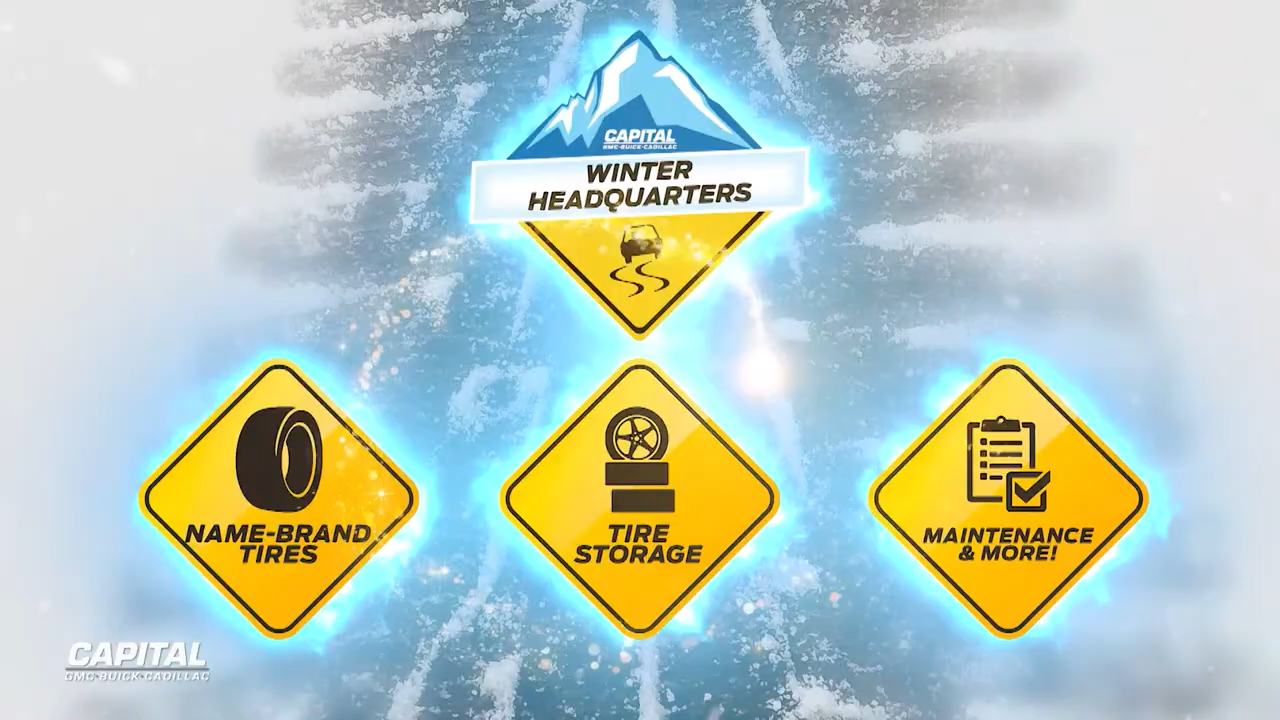 CAPITAL
GMC•BUICK•CADILLAC
WINTER
HEADQUARTERS
NAME-BRAND
TIRES
TIRE
STORAGE
MAINTENANCE
& MORE!
CAPITAL
GMC•BUICK•CADILLAC